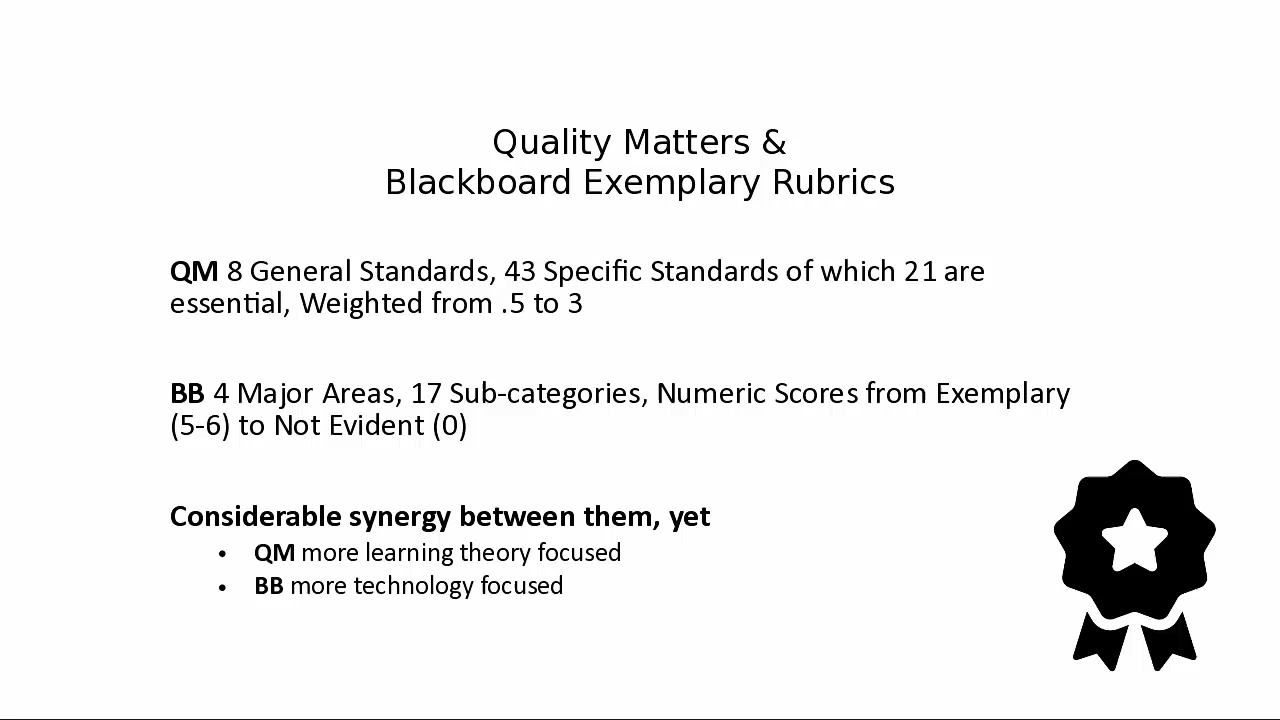 Quality Matters &
Blackboard Exemplary Rubrics
QM 8 General Standards, 43 Specific Standards of which 21 are
essential, Weighted from .5 to 3
BB 4 Major Areas, 17 Sub-categories, Numeric Scores from Exemplary
(5-6) to Not Evident (0)
Considerable synergy between them, yet
• QM more learning theory focused
• BB more technology focused